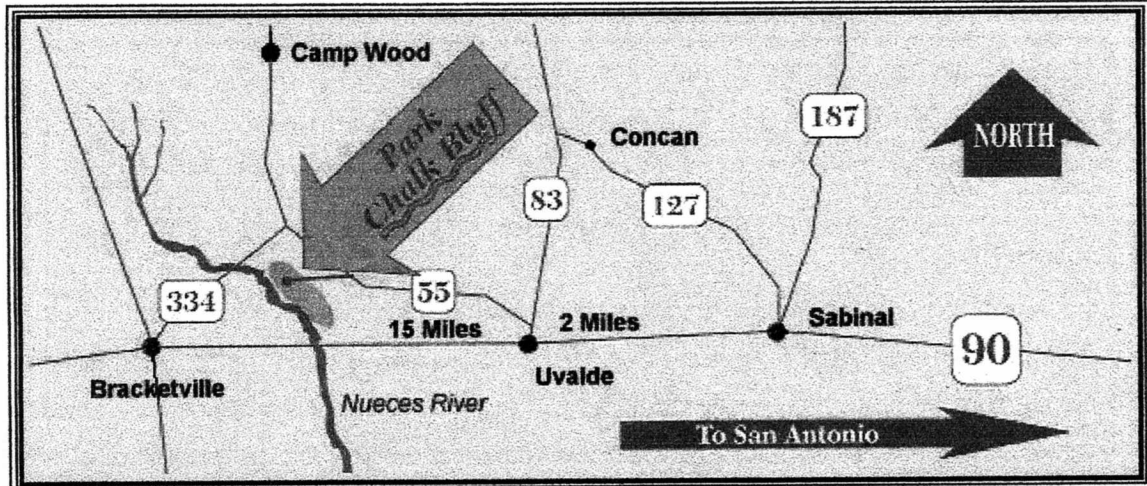 Camp Wood
Park
Chalk Bluff
Concan
187
NORTH
83
127
334
55
15 Miles
2 Miles
Sabinal
90
Bracketville
Uvalde
Nueces River
To San Antonio